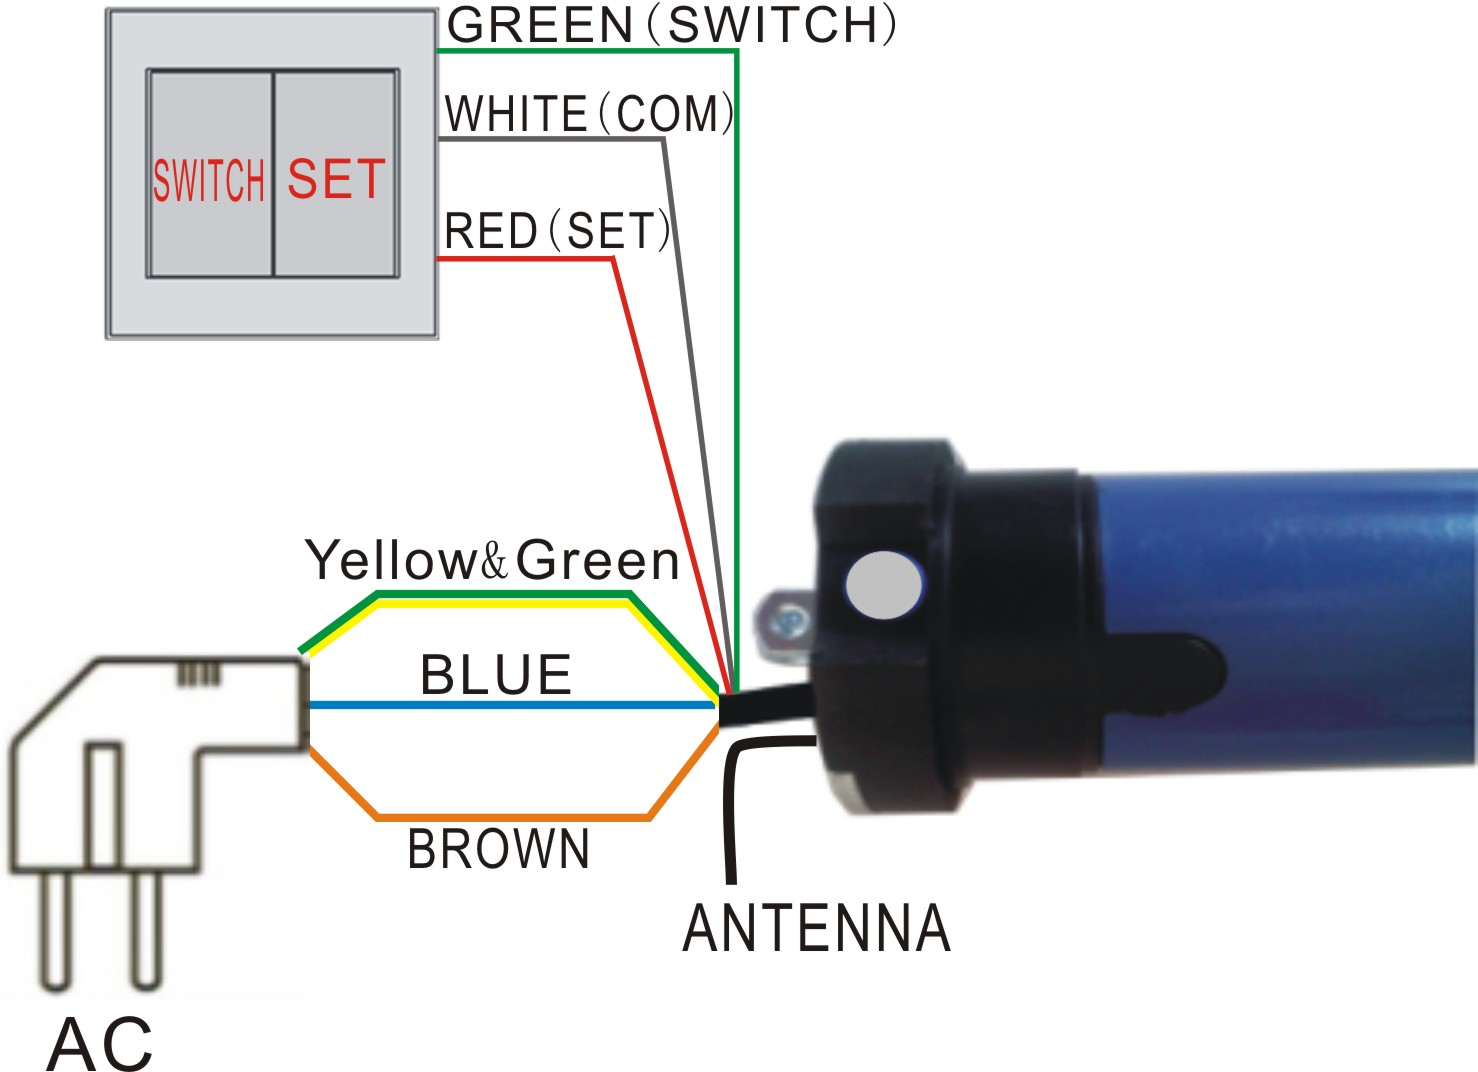 GREEN(SWITCH)
WHITE(COM)
SWITCH
SET
RED(SET)
Yellow&Green
BLUE
BROWN
ANTENNA
AC